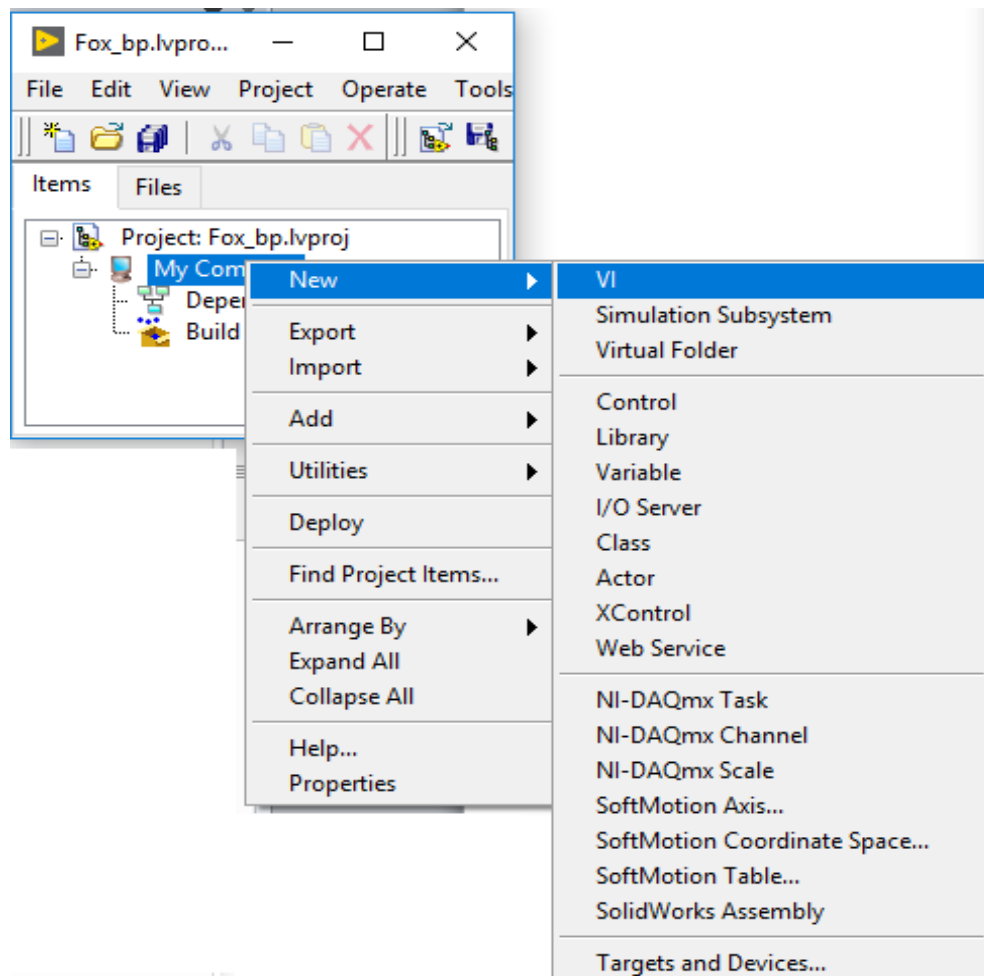 Fox_bp.lvpro...
File Edit View Project Operate Tools
Items Files
Project: Fox_bp.lvproj
My Com
Depe
Build
New
Export
Import
Add
Utilities
Deploy
Find Project Items...
Arrange By
Expand All
Collapse All
Help...
Properties
VI
Simulation Subsystem
Virtual Folder
Control
Library
Variable
I/O Server
Class
Actor
XControl
Web Service
NI-DAQmx Task
NI-DAQmx Channel
NI-DAQmx Scale
SoftMotion Axis...
SoftMotion Coordinate Space...
SoftMotion Table...
SolidWorks Assembly
Targets and Devices...